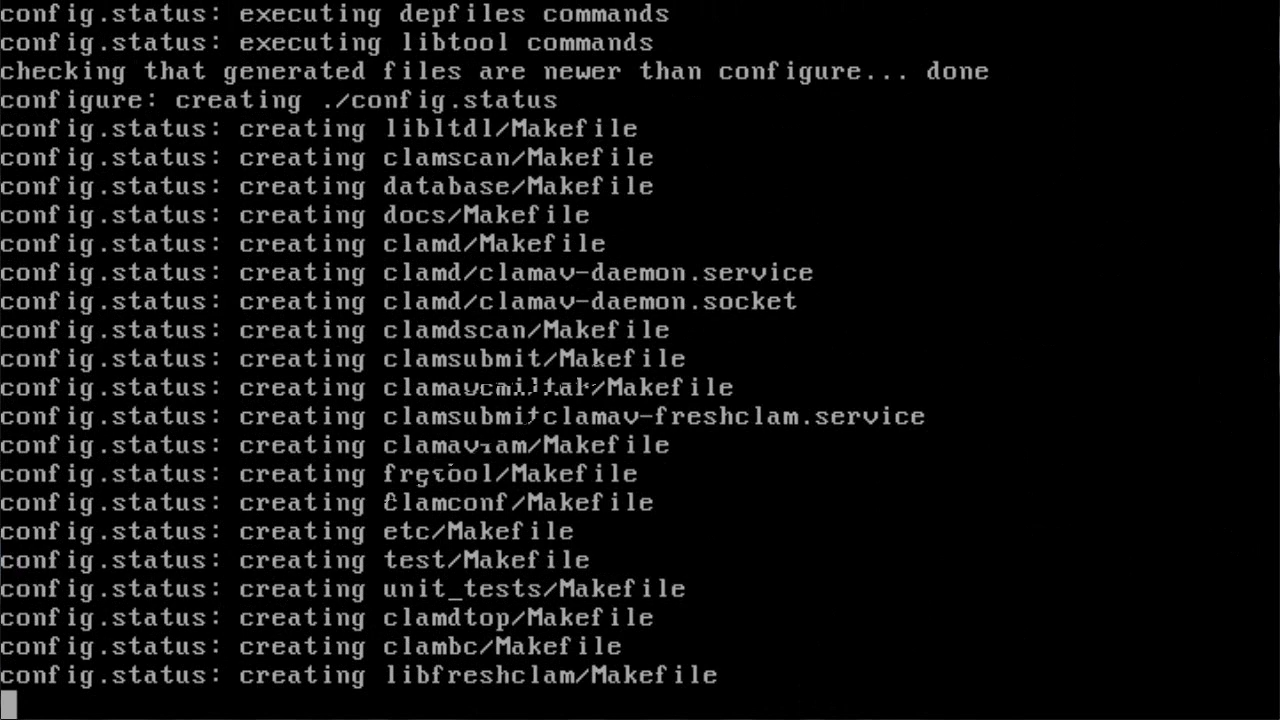 config.status: executing depfiles commands
config.status: executing libtool commands
checking that generated files are newer than configure... done
configure: creating ./config.status
config.status: creating libltdl/Makefile
config.status: creating clamscan/Makefile
config.status: creating database/Makefile
config.status: creating docs/Makefile
config.status: creating clamd/Makefile
config.status: creating clamd/clamav-daemon.service
config.status: creating clamd/clamav-daemon.socket
config.status: creating clamdscan/Makefile
config.status: creating clamsubmit/Makefile
config.status: creating
config.status: creating
config.status: creating
config.status: creating
config.status: creating clamconf/Makefile
config.status: creating etc/Makefile
config.status: creating test/Makefile
config.status: creating unit_tests/Makefile
config.status: creating clamdtop/Makefile
config.status: creating clambc/Makefile
config.status: creating libfreshclam/Makefile